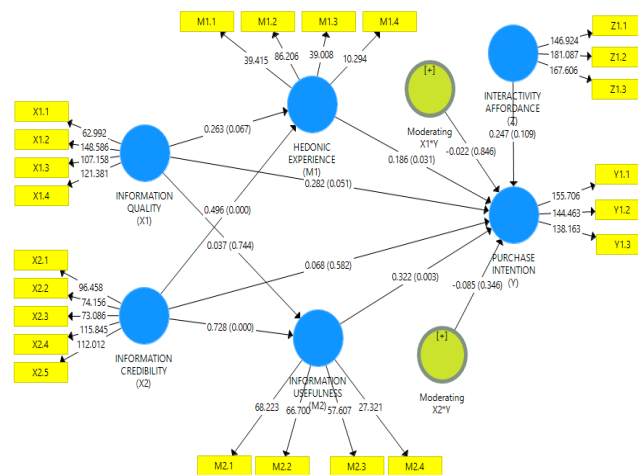 M1.1
M1.2
M1.3
M1.4
39.415
86.206
39.008
10.294
Z1.1
Z1.2
Z1.3
146.924
181.087
167.606
[+]
INTERACTIVITY
AFFORDANCE
(Z)
Moderating
X1*Y
0.247 (0.109)
-0.022 (0.846)
X1.1
X1.2
X1.3
X1.4
62.992
148.586
107.158
121.381
0.263 (0.067)
HEDONIC
EXPERIENCE
(M1)
0.186 (0.031)
INFORMATION
QUALITY
(X1)
0.282 (0.051)
0.496 (0.000)
0.037 (0.744)
Y1.1
Y1.2
Y1.3
155.706
144.463
138.163
PURCHASE
INTENTION
(Y)
0.068 (0.582)
0.322 (0.003)
-0.085 (0.346)
X2.1
X2.2
X2.3
X2.4
X2.5
96.458
74.156
73.086
115.845
112.012
0.728 (0.000)
INFORMATION
CREDIBILITY
(X2)
INFORMATION
USEFULNESS
(M2)
[+]
Moderating
X2*Y
68.223
66.700
57.607
27.321
M2.1
M2.2
M2.3
M2.4